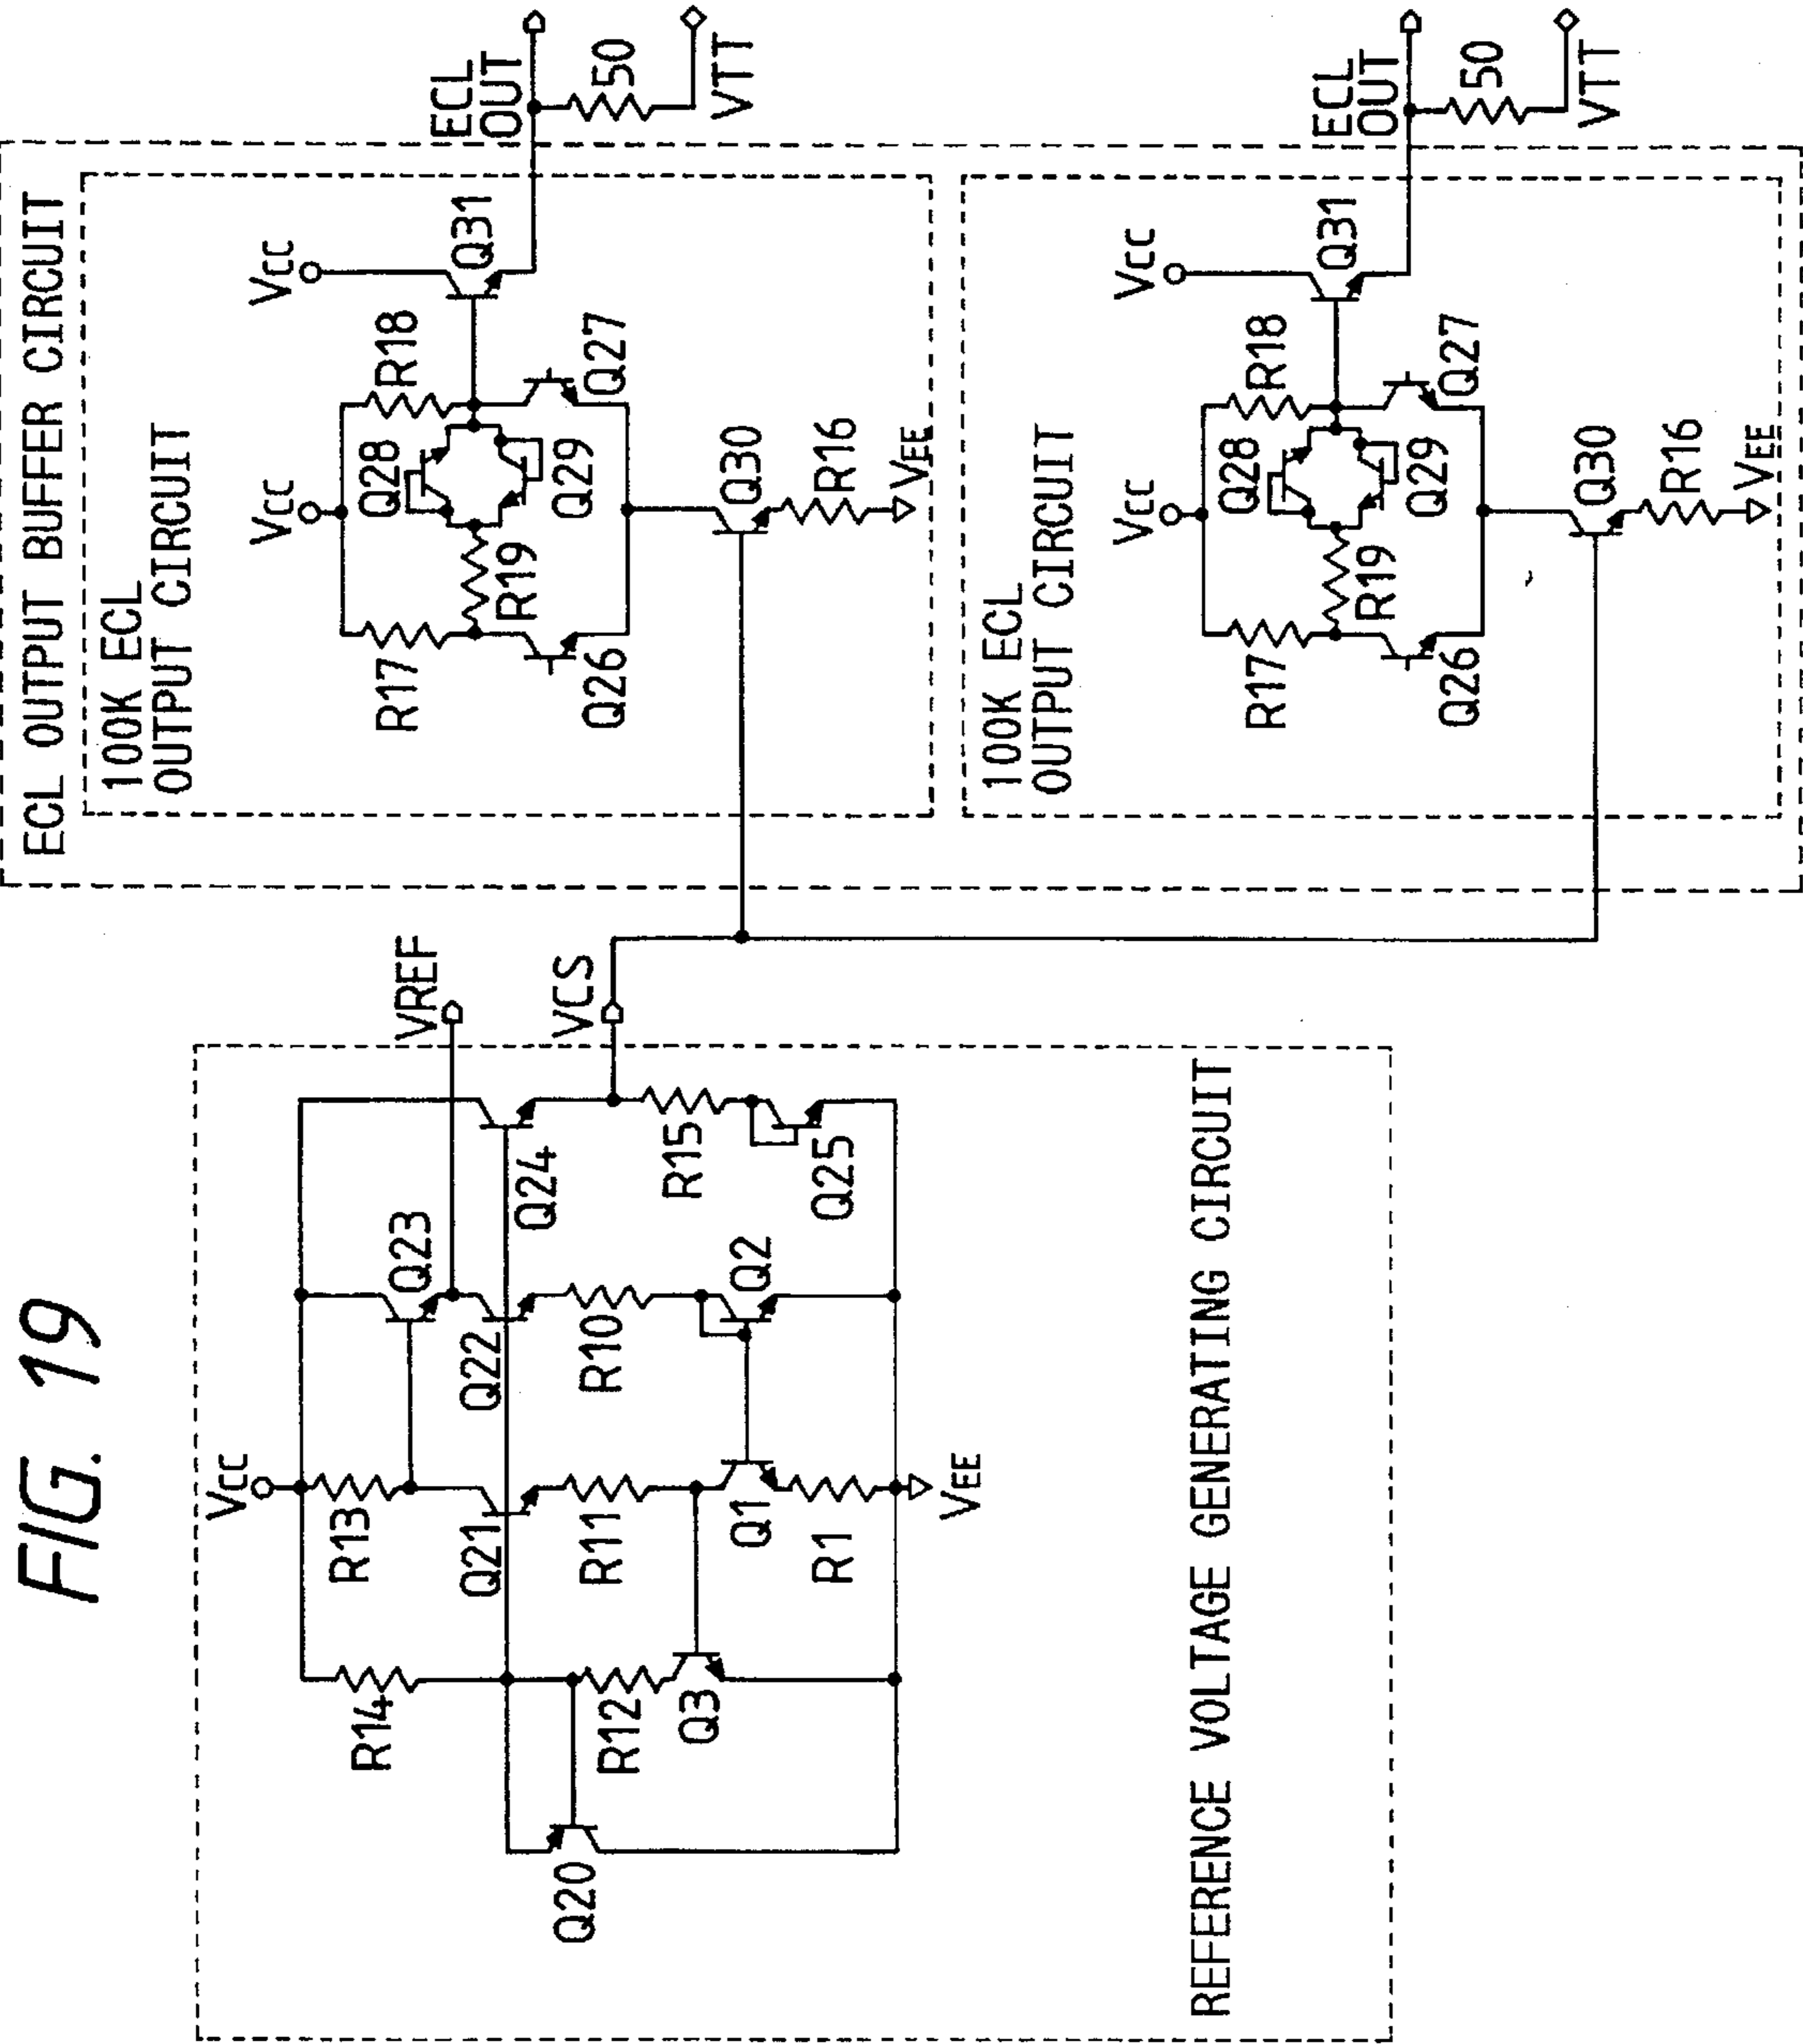 FIG. 19
REFERENCE VOLTAGE GENERATING CIRCUIT
VCC
R14
R13
Q23
VREF
Q20
Q21
Q22
Q24
VCS
R12
R11
R10
R15
Q3
Q1
Q2
Q25
R1
VEE
ECL OUTPUT BUFFER CIRCUIT
100K ECL
OUTPUT CIRCUIT
VCC
VCC
R17
R18
Q28
Q31
R19
Q29
Q26
Q27
Q30
R16
VEE
ECL
OUT
50
VTT
100K ECL
OUTPUT CIRCUIT
VCC
VCC
R17
R18
Q28
Q31
R19
Q29
Q26
Q27
Q30
R16
VEE
ECL
OUT
50
VTT